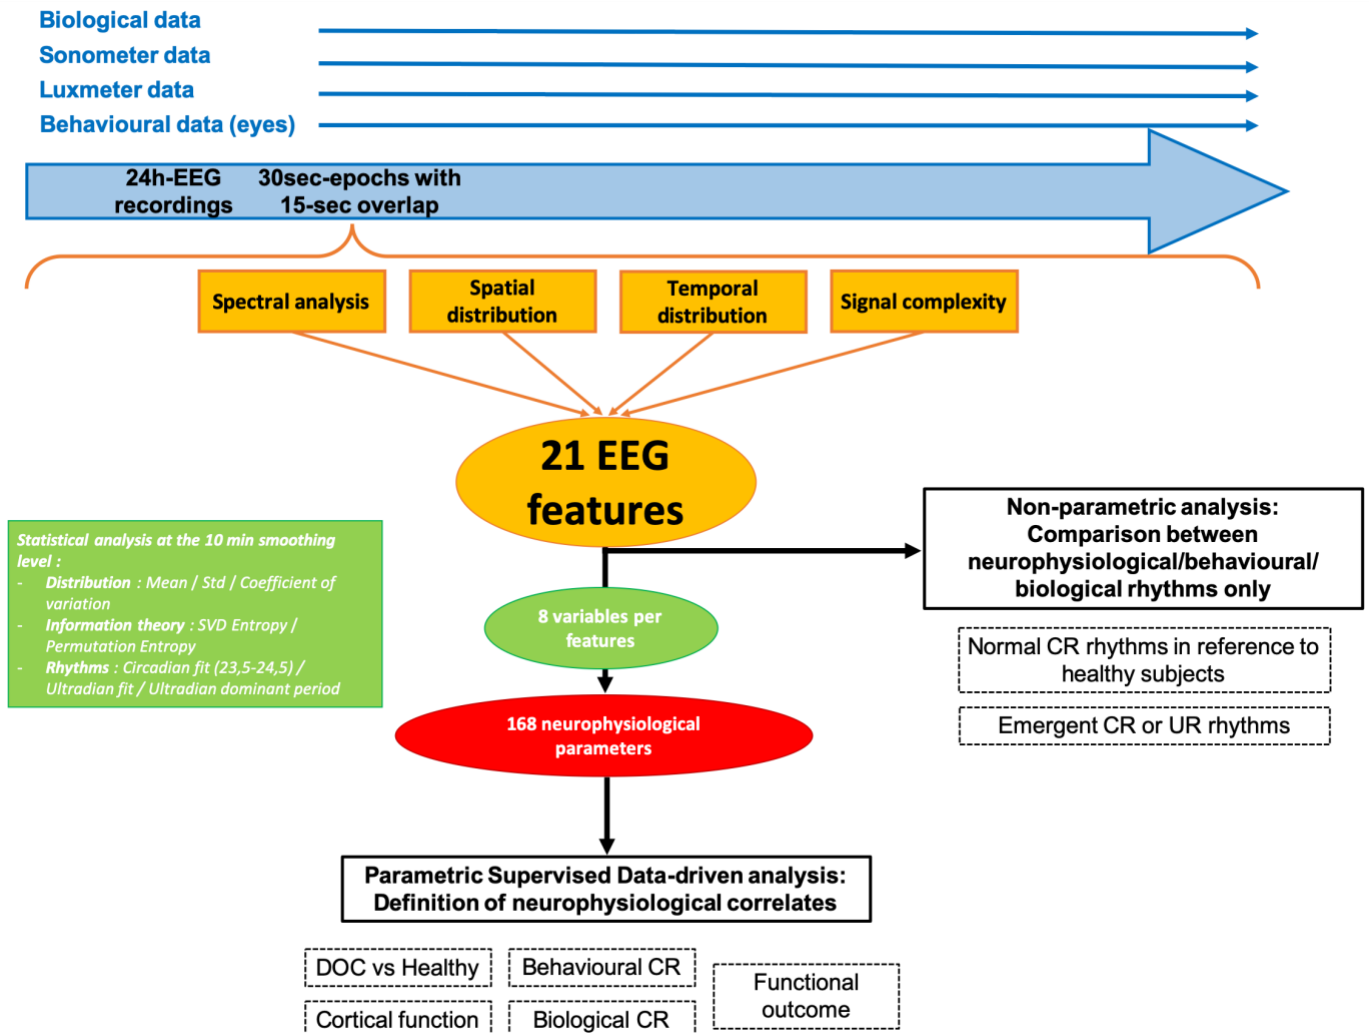 Biological data
Sonometer data
Luxmeter data
Behavioural data (eyes)
24h-EEG
recordings
30sec-epochs with
15-sec overlap
Spectral analysis
Spatial
distribution
Temporal
distribution
Signal complexity
21 EEG
features
Non-parametric analysis:
Comparison between
neurophysiological/behavioural/
biological rhythms only
Statistical analysis at the 10 min smoothing
level :
- Distribution : Mean / Std / Coefficient of
variation
- Information theory : SVD Entropy /
Permutation Entropy
- Rhythms : Circadian fit (23,5-24,5) /
Ultradian fit / Ultradian dominant period
8 variables per
features
Normal CR rhythms in reference to
healthy subjects
Emergent CR or UR rhythms
168 neurophysiological
parameters
Parametric Supervised Data-driven analysis:
Definition of neurophysiological correlates
DOC vs Healthy
Behavioural CR
Functional
outcome
Cortical function
Biological CR